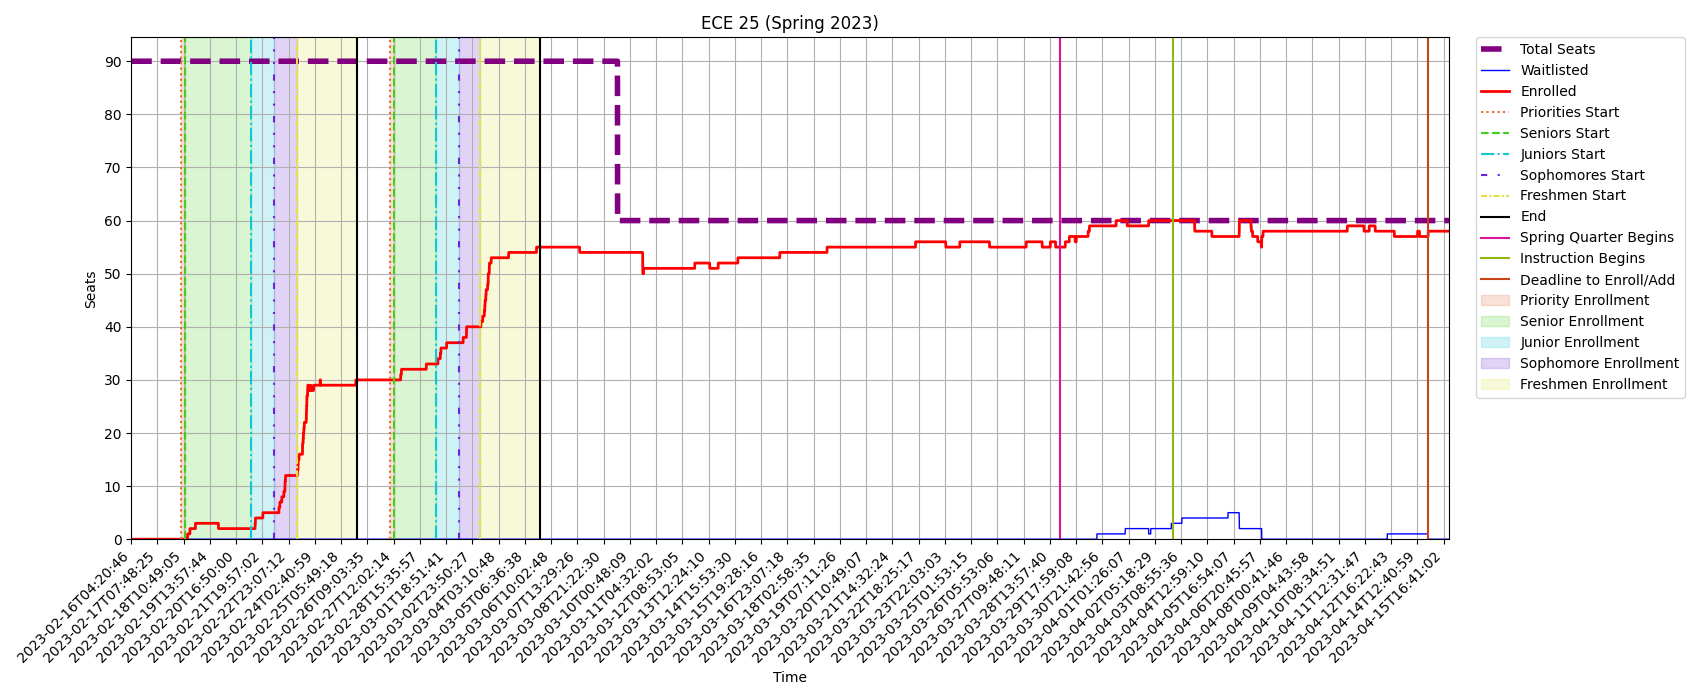 ECE 25 (Spring 2023)
Total Seats
Waitlisted
Enrolled
Priorities Start
Seniors Start
Juniors Start
Sophomores Start
Freshmen Start
End
Spring Quarter Begins
Instruction Begins
Deadline to Enroll/Add
Priority Enrollment
Senior Enrollment
Junior Enrollment
Sophomore Enrollment
Freshmen Enrollment
Seats
90
80
70
60
50
40
30
20
10
0
2023-02-16T04:20:46
2023-02-17T07:48:25
2023-02-18T10:49:05
2023-02-19T13:57:44
2023-02-20T16:50:00
2023-02-21T19:57:02
2023-02-22T23:07:12
2023-02-24T02:40:59
2023-02-25T05:49:18
2023-02-26T09:03:35
2023-02-27T12:02:14
2023-02-28T15:35:57
2023-03-01T18:51:41
2023-03-02T23:50:27
2023-03-04T03:10:48
2023-03-05T06:36:38
2023-03-06T10:02:48
2023-03-07T13:29:26
2023-03-08T21:22:30
2023-03-10T00:48:09
2023-03-11T04:32:02
2023-03-12T08:53:05
2023-03-13T12:24:10
2023-03-14T15:53:30
2023-03-15T19:28:16
2023-03-16T23:07:18
2023-03-18T02:58:35
2023-03-19T07:11:26
2023-03-20T10:49:07
2023-03-21T14:32:24
2023-03-22T18:25:17
2023-03-23T22:03:03
2023-03-25T01:53:15
2023-03-26T05:53:06
2023-03-27T09:48:11
2023-03-28T13:57:40
2023-03-29T17:59:08
2023-03-30T21:42:56
2023-04-01T01:26:07
2023-04-02T05:18:29
2023-04-03T08:55:36
2023-04-04T12:59:10
2023-04-05T16:54:07
2023-04-06T20:45:57
2023-04-08T00:41:46
2023-04-09T04:43:58
2023-04-10T08:34:51
2023-04-11T12:31:47
2023-04-12T16:22:43
2023-04-14T12:40:59
2023-04-15T16:41:02
Time